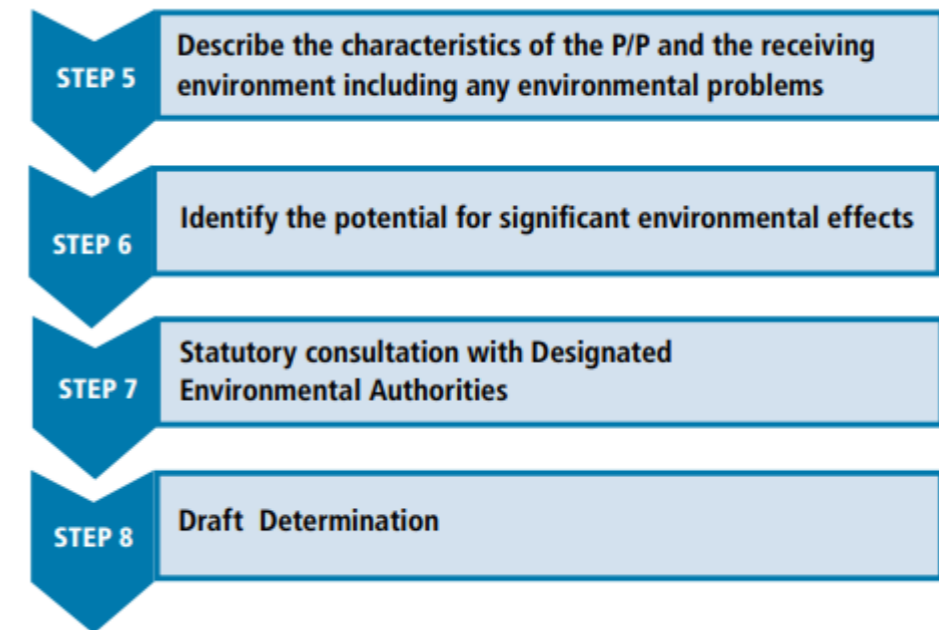 STEP 5
Describe the characteristics of the P/P and the receiving
environment including any environmental problems
STEP 6
Identify the potential for significant environmental effects
STEP 7
Statutory consultation with Designated
Environmental Authorities
STEP 8
Draft Determination